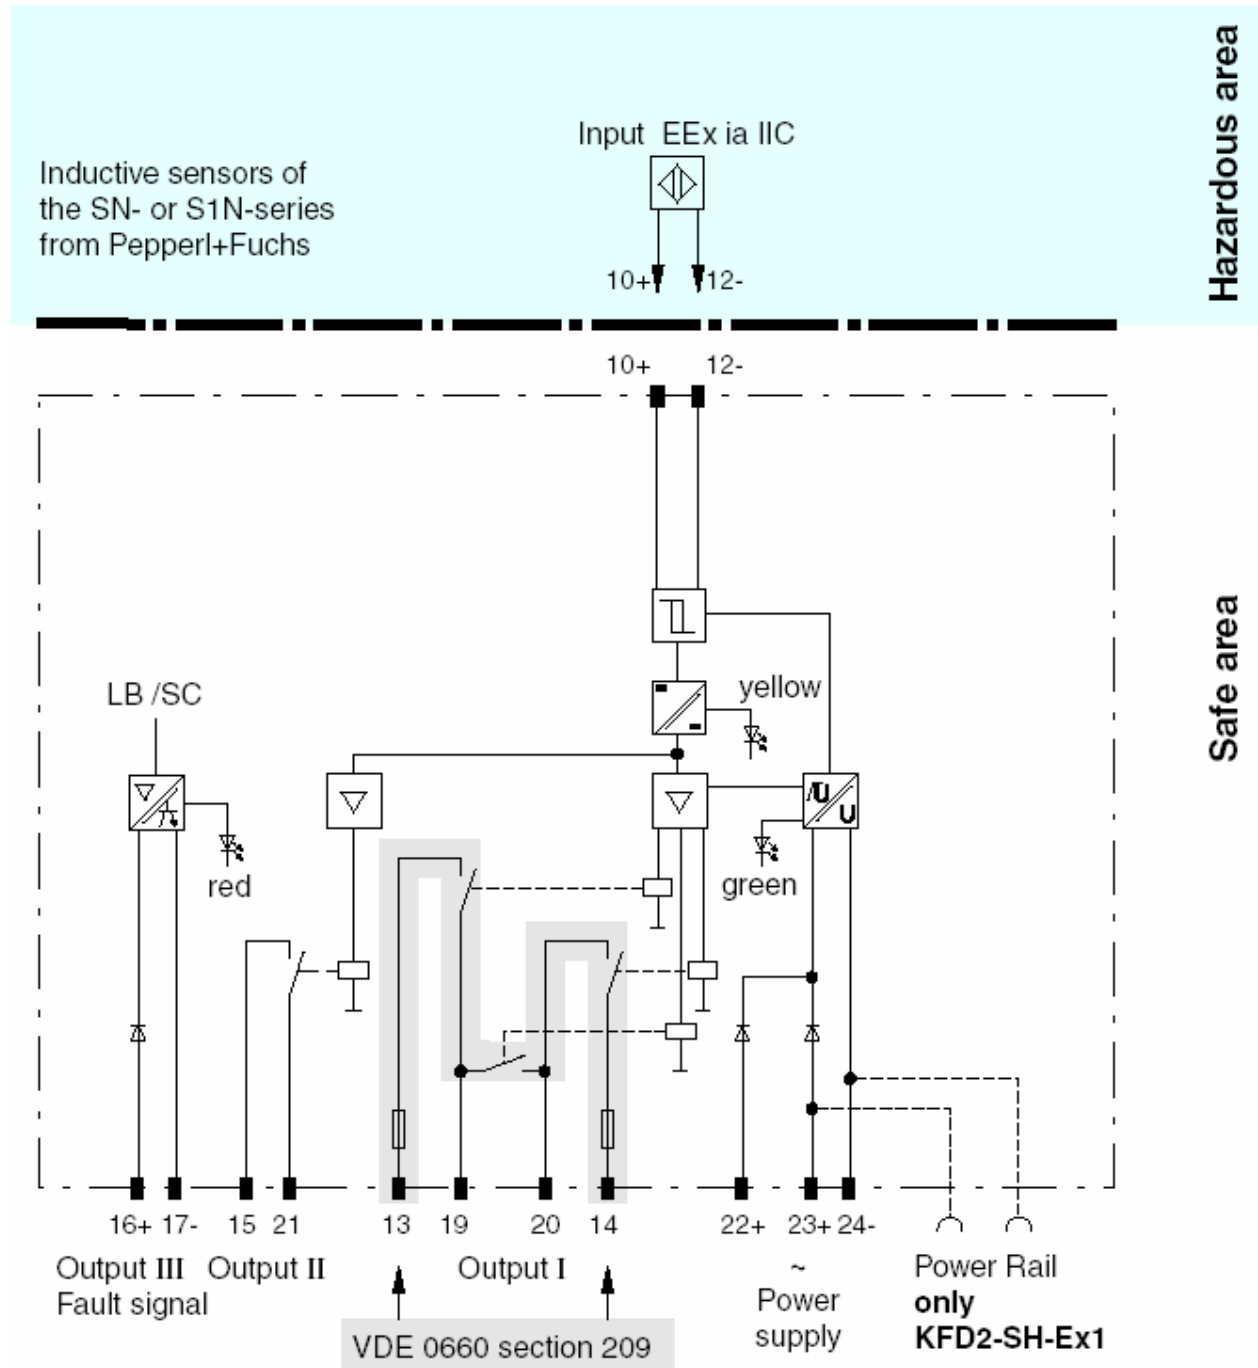 Hazardous area
Input EEx ia IIC
Inductive sensors of
the SN- or S1N-series
from Pepperl+Fuchs
10+ 12-
10+ 12-
Safe area
LB /SC
yellow
red
green
16+ 17- 15 21 13 19 20 14 22+ 23+ 24-
Output III Output II Output I ~ Power Rail
Fault signal Power only
supply KFD2-SH-Ex1
VDE 0660 section 209